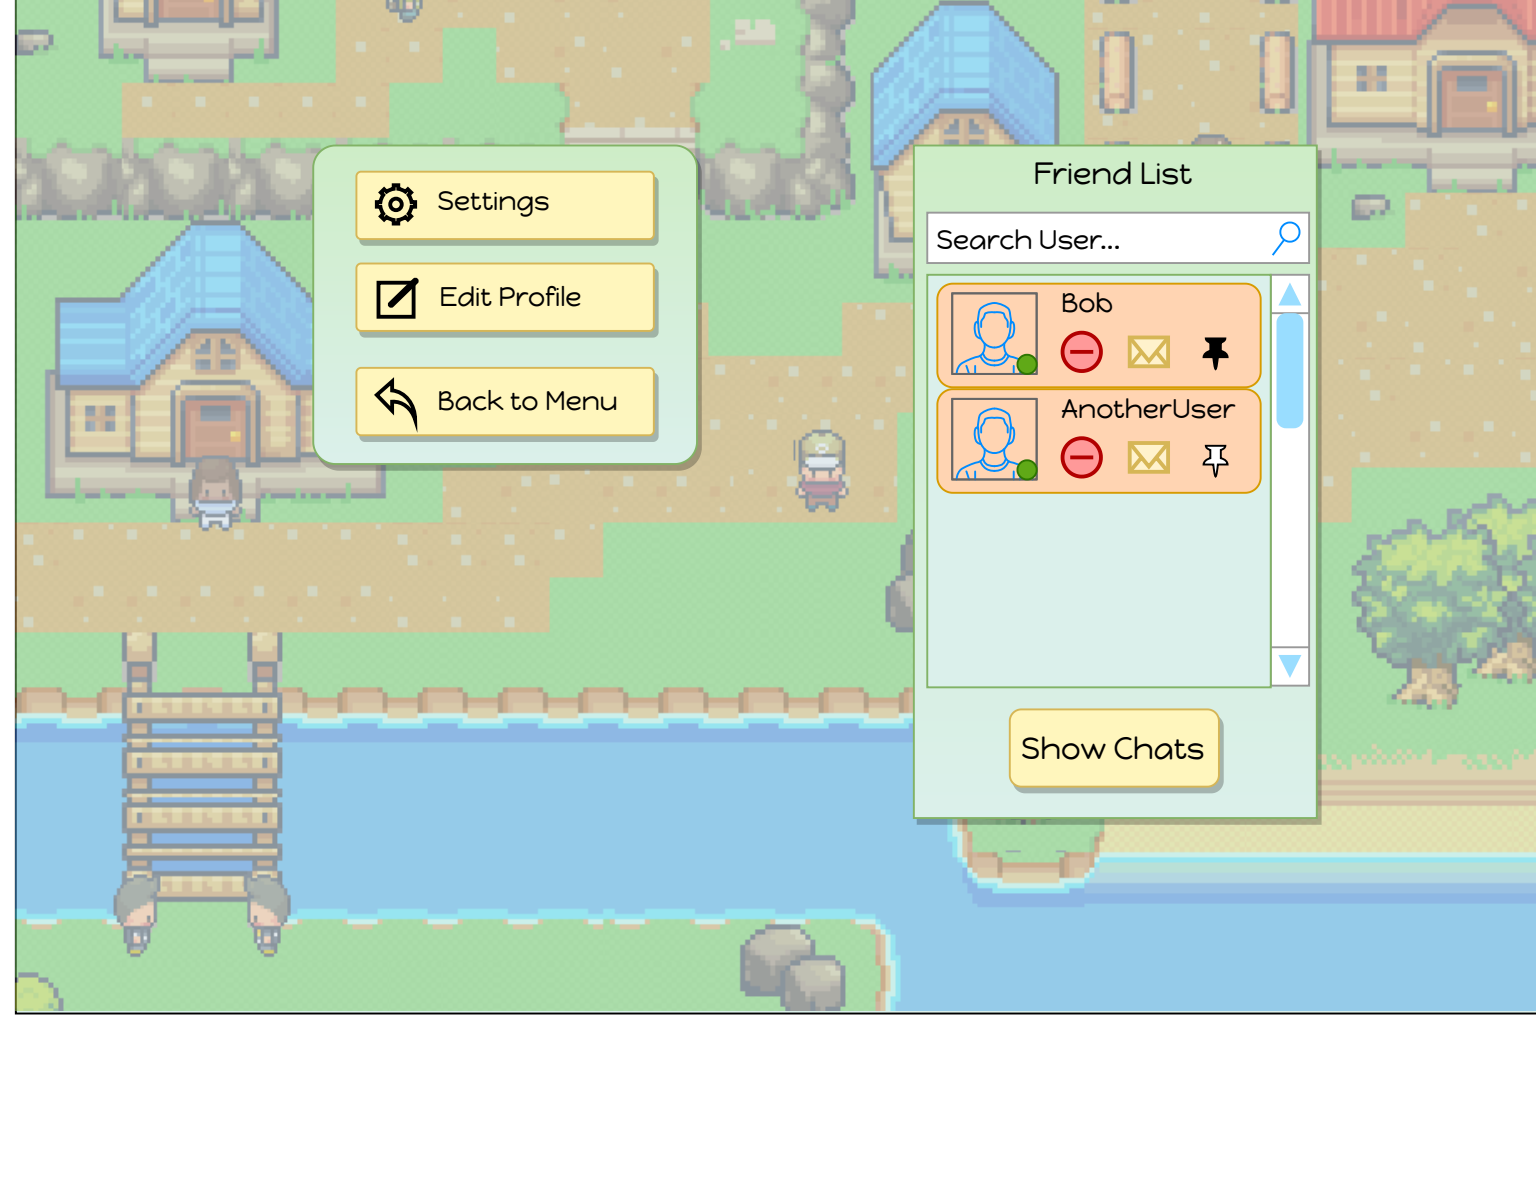 Settings
Edit Profile
Back to Menu
Friend List
Search User...
Bob
AnotherUser
Show Chats